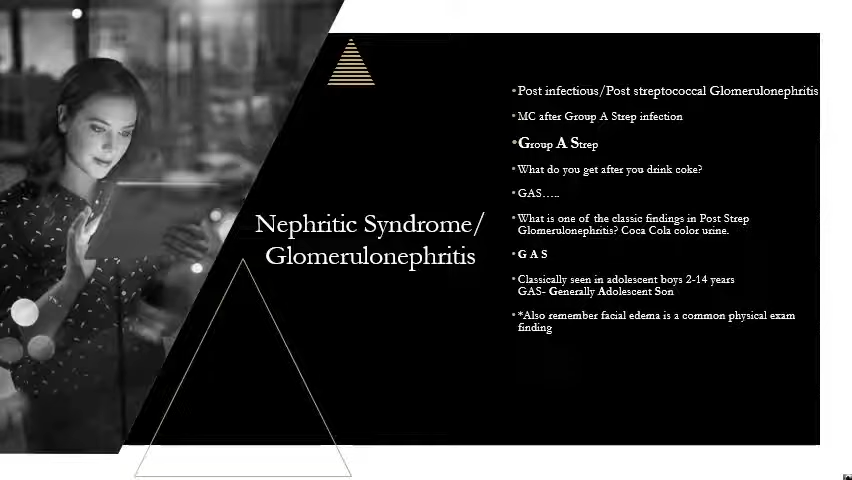 Nephritic Syndrome/
Glomerulonephritis
•Post infectious/Post streptococcal Glomerulonephritis
•MC after Group A Strep infection
•Group A Strep
•What do you get after you drink coke?
•GAS…..
•What is one of the classic findings in Post Strep
Glomerulonephritis? Coca Cola color urine.
•G A S
•Classically seen in adolescent boys 2-14 years
GAS- Generally Adolescent Son
•*Also remember facial edema is a common physical exam
finding